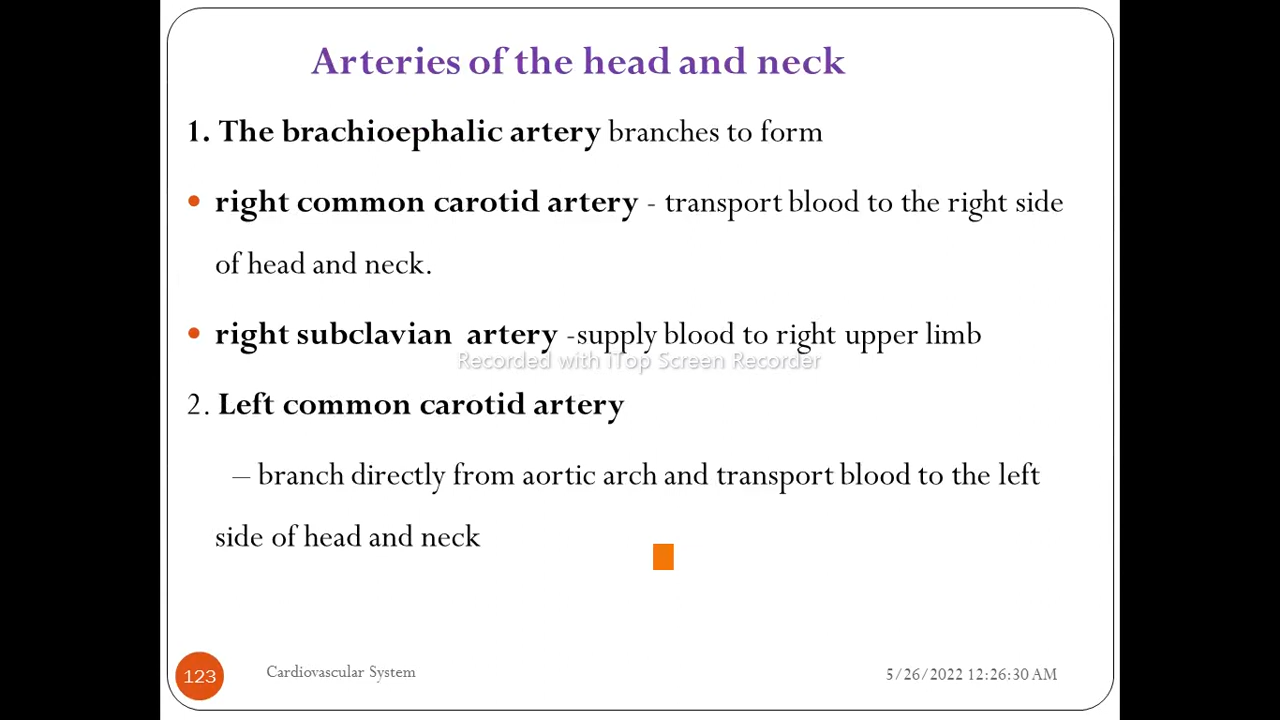 Arteries of the head and neck
1. The brachioephalic artery branches to form
• right common carotid artery - transport blood to the right side
of head and neck.
• right subclavian artery -supply blood to right upper limb
Recorded with iTop Screen Recorder
2. Left common carotid artery
– branch directly from aortic arch and transport blood to the left
side of head and neck
123
Cardiovascular System
5/26/2022 12:26:30 AM